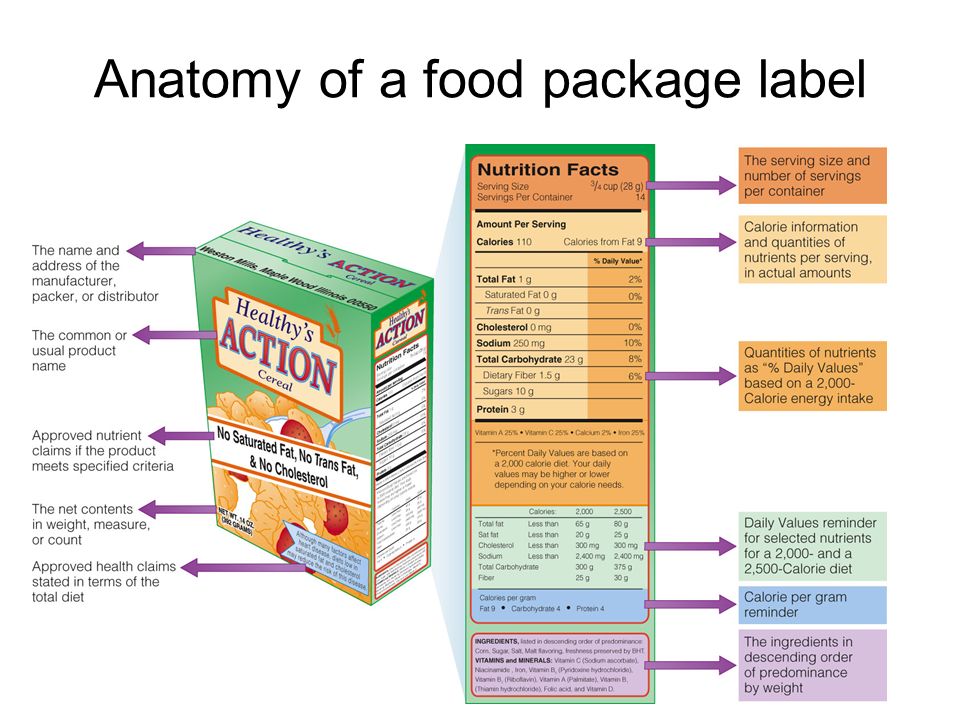 Anatomy of a food package label
The name and
address of the
manufacturer,
packer, or distributor
The common or
usual product
name
Approved nutrient
claims if the product
meets specified criteria
The net contents
in weight, measure,
or count
Approved health claims
stated in terms of the
total diet
Healthy's ACTION
Cereal
Weston Mills, Maple Wood Illinois 00550
Healthy's
ACTION
Cereal
No Saturated Fat, No Trans Fat,
& No Cholesterol
NET WT. 14 OZ.
(392 GRAMS)
Although many factors affect
heart disease, diets low in
saturated fat and cholesterol
may reduce the risk of this disease.
Healthy's
ACTION
Cereal
Nutrition Facts
Nutrition Facts
Serving Size 3/4 cup (28 g)
Servings Per Container 14
Amount Per Serving
Calories 110 Calories from Fat 9
% Daily Value*
Total Fat 1 g 2%
Saturated Fat 0 g 0%
Trans Fat 0 g
Cholesterol 0 mg 0%
Sodium 250 mg 10%
Total Carbohydrate 23 g 8%
Dietary Fiber 1.5 g 6%
Sugars 10 g
Protein 3 g
Vitamin A 25% • Vitamin C 25% • Calcium 2% • Iron 25%
*Percent Daily Values are based on
a 2,000 calorie diet. Your daily
values may be higher or lower
depending on your calorie needs.
Calories: 2,000 2,500
Total fat Less than 65 g 80 g
Sat fat Less than 20 g 25 g
Cholesterol Less than 300 mg 300 mg
Sodium Less than 2,400 mg 2,400 mg
Total Carbohydrate 300 g 375 g
Fiber 25 g 30 g
Calories per gram
Fat 9 • Carbohydrate 4 • Protein 4
INGREDIENTS, listed in descending order of predominance:
Corn, Sugar, Salt, Malt flavoring, freshness preserved by BHT.
VITAMINS and MINERALS: Vitamin C (Sodium ascorbate),
Niacinamide, Iron, Vitamin B6 (Pyridoxine hydrochloride),
Vitamin B2 (Riboflavin), Vitamin A (Palmitate), Vitamin B1
(Thiamin hydrochloride), Folic acid, and Vitamin D.
The serving size and
number of servings
per container
Calorie information
and quantities of
nutrients per serving,
in actual amounts
Quantities of nutrients
as “% Daily Values”
based on a 2,000-
Calorie energy intake
Daily Values reminder
for selected nutrients
for a 2,000- and a
2,500-Calorie diet
Calorie per gram
reminder
The ingredients in
descending order
of predominance
by weight